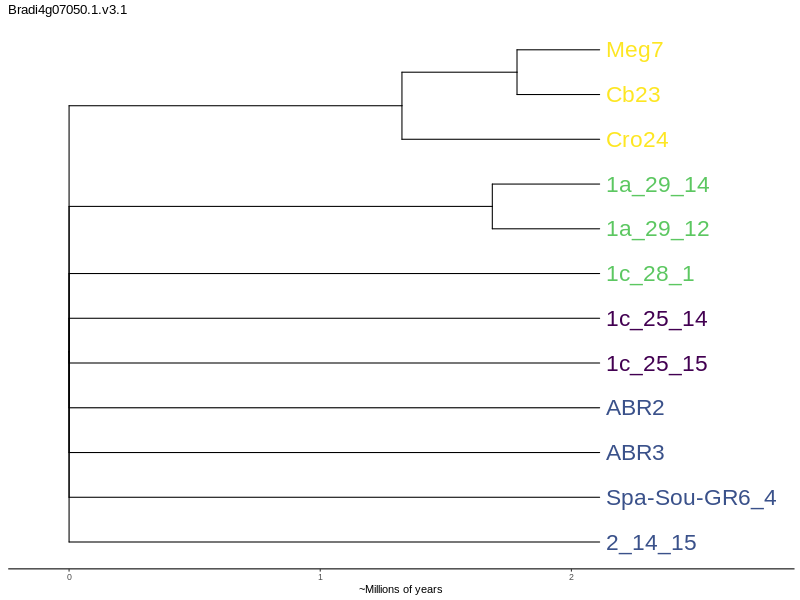 Bradi4g07050.1.v3.1
Meg7
Cb23
Cro24
1a_29_14
1a_29_12
1c_28_1
1c_25_14
1c_25_15
ABR2
ABR3
Spa-Sou-GR6_4
2_14_15
0 1 2
~Millions of years